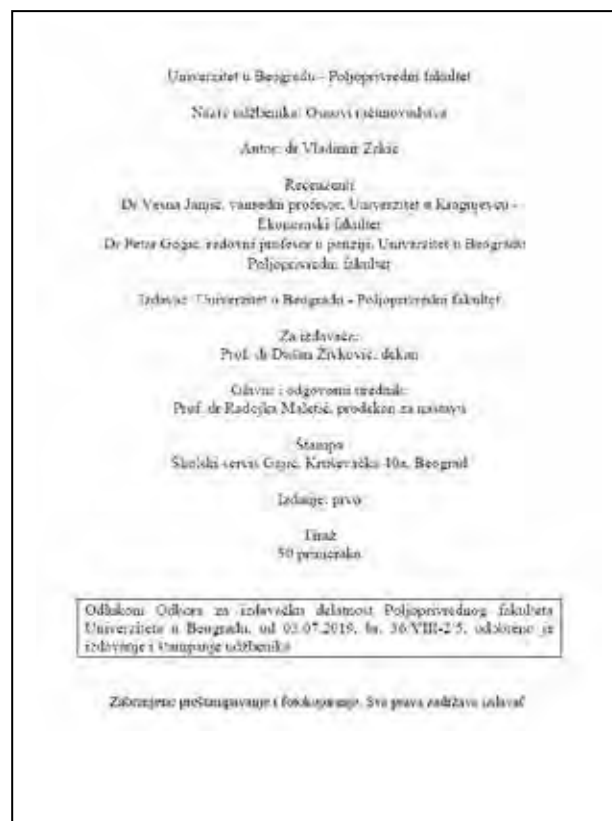 Univerzitet u Beogradu - Poljoprivredni fakultet
Naziv udžbenika: Osnovi računovodstva
Autor: dr Vladimir Zekić
Recenzenti
Dr Vesna Janjić, vanredni profesor, Univerzitet u Kragujevcu -
Ekonomski fakultet
Dr Petar Gogić, redovni profesor u penziji, Univerzitet u Beogradu
Poljoprivredni fakultet
Izdavač: Univerzitet u Beogradu - Poljoprivredni fakultet
Za izdavača:
Prof. dr Dušan Živković, dekan
Glavni i odgovorni urednik:
Prof. dr Radojka Maletić, prodekan za nastavu
Štampa
Školski servis Gajić, Kruševačka 10a, Beograd
Izdanje: prvo
Tiraž
50 primeraka
Odlukom Odbora za izdavačku delatnost Poljoprivrednog fakulteta
Univerziteta u Beogradu, od 03.07.2019, br. 36/VIII-2/5, odobreno je
izdavanje i štampanje udžbenika
Zabranjeno preštampavanje i fotokopiranje. Sva prava zadržava izdavač